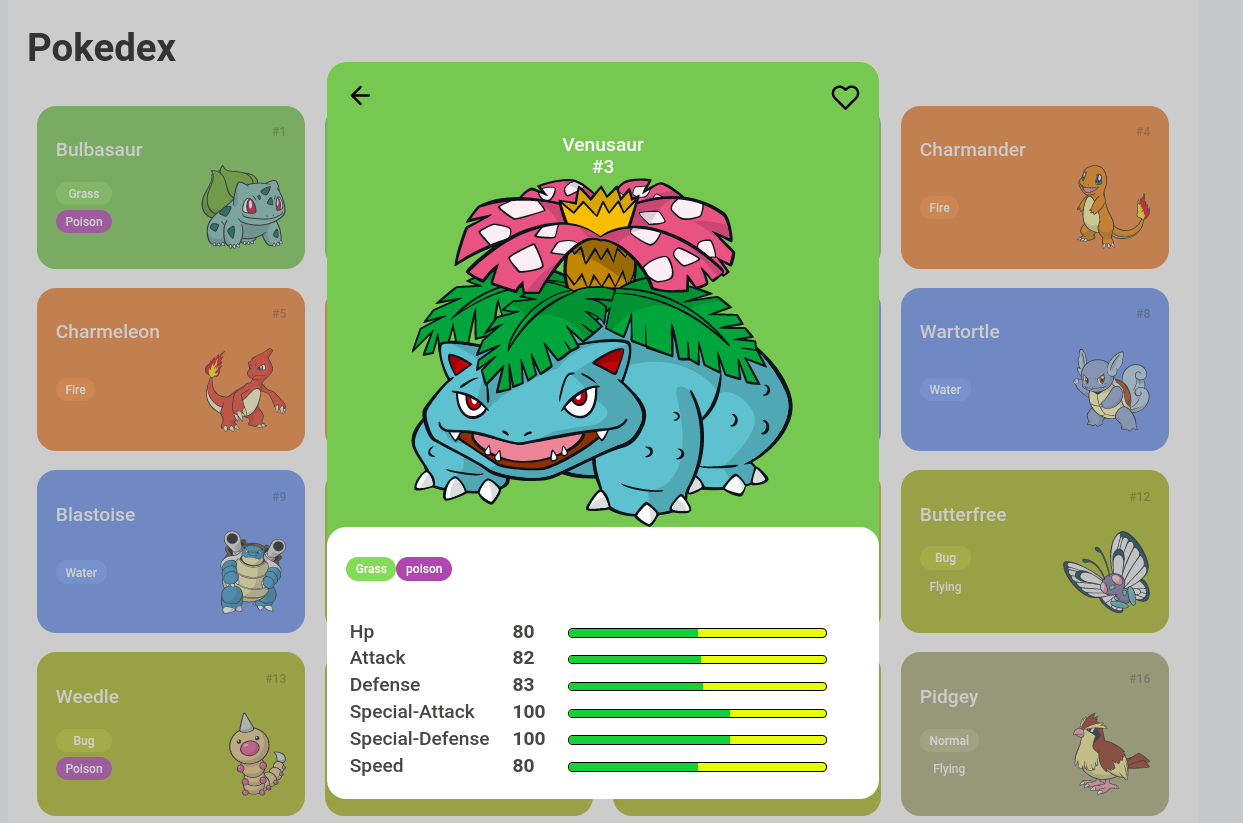 Pokedex
#1
Bulbasaur
Grass
Poison
Venusaur
#3
#4
Charmander
Fire
#5
Charmeleon
Fire
#8
Wartortle
Water
#9
Blastoise
Water
#12
Butterfree
Bug
Flying
Grass poison
Hp 80
Attack 82
Defense 83
Special-Attack 100
Special-Defense 100
Speed 80
#13
Weedle
Bug
Poison
#16
Pidgey
Normal
Flying